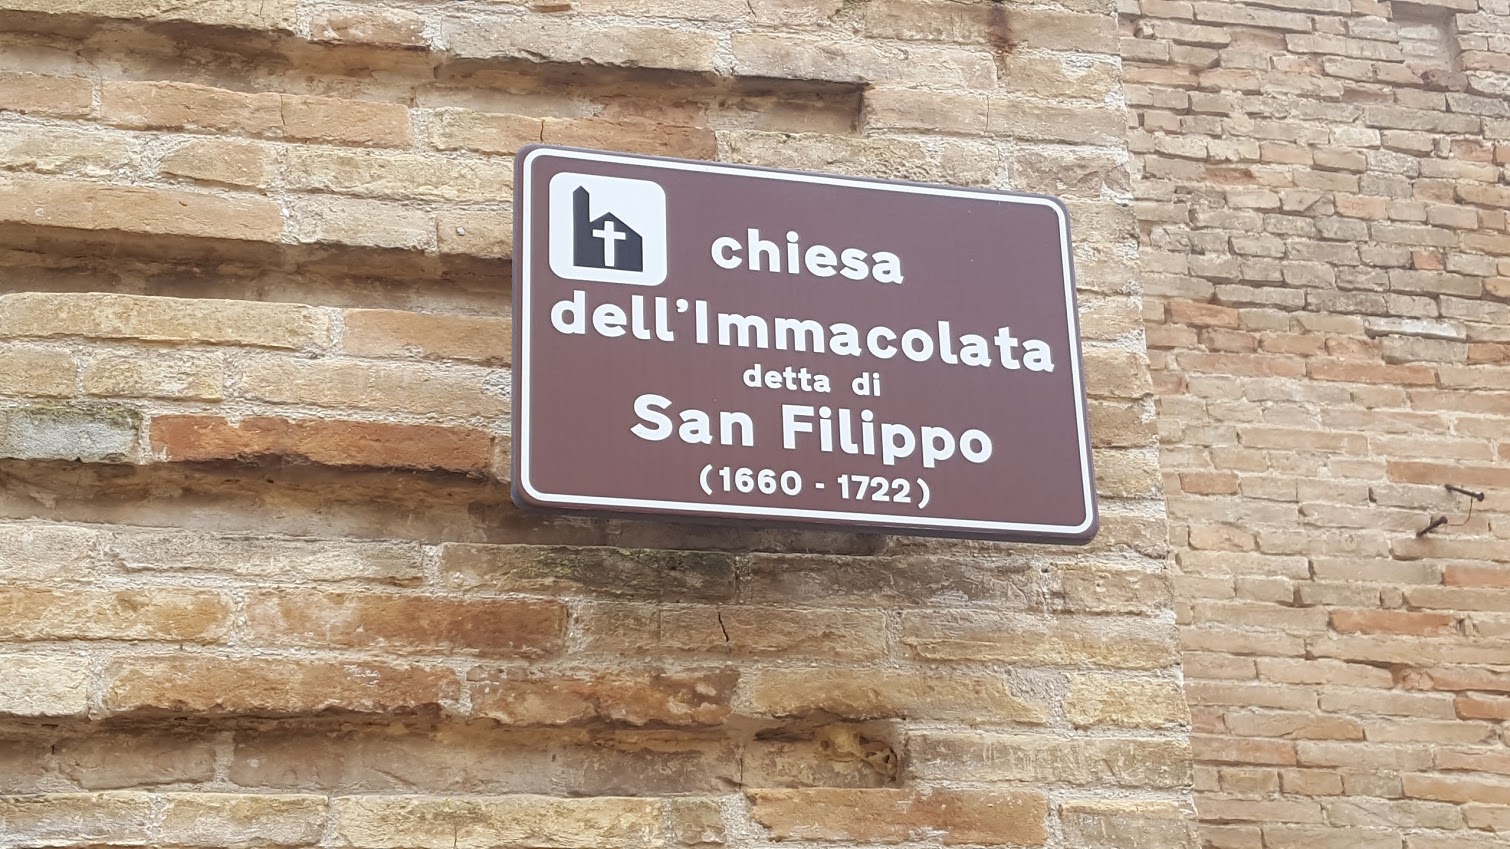 chiesa
dell'Immacolata
detta di
San Filippo
(1660 - 1722)